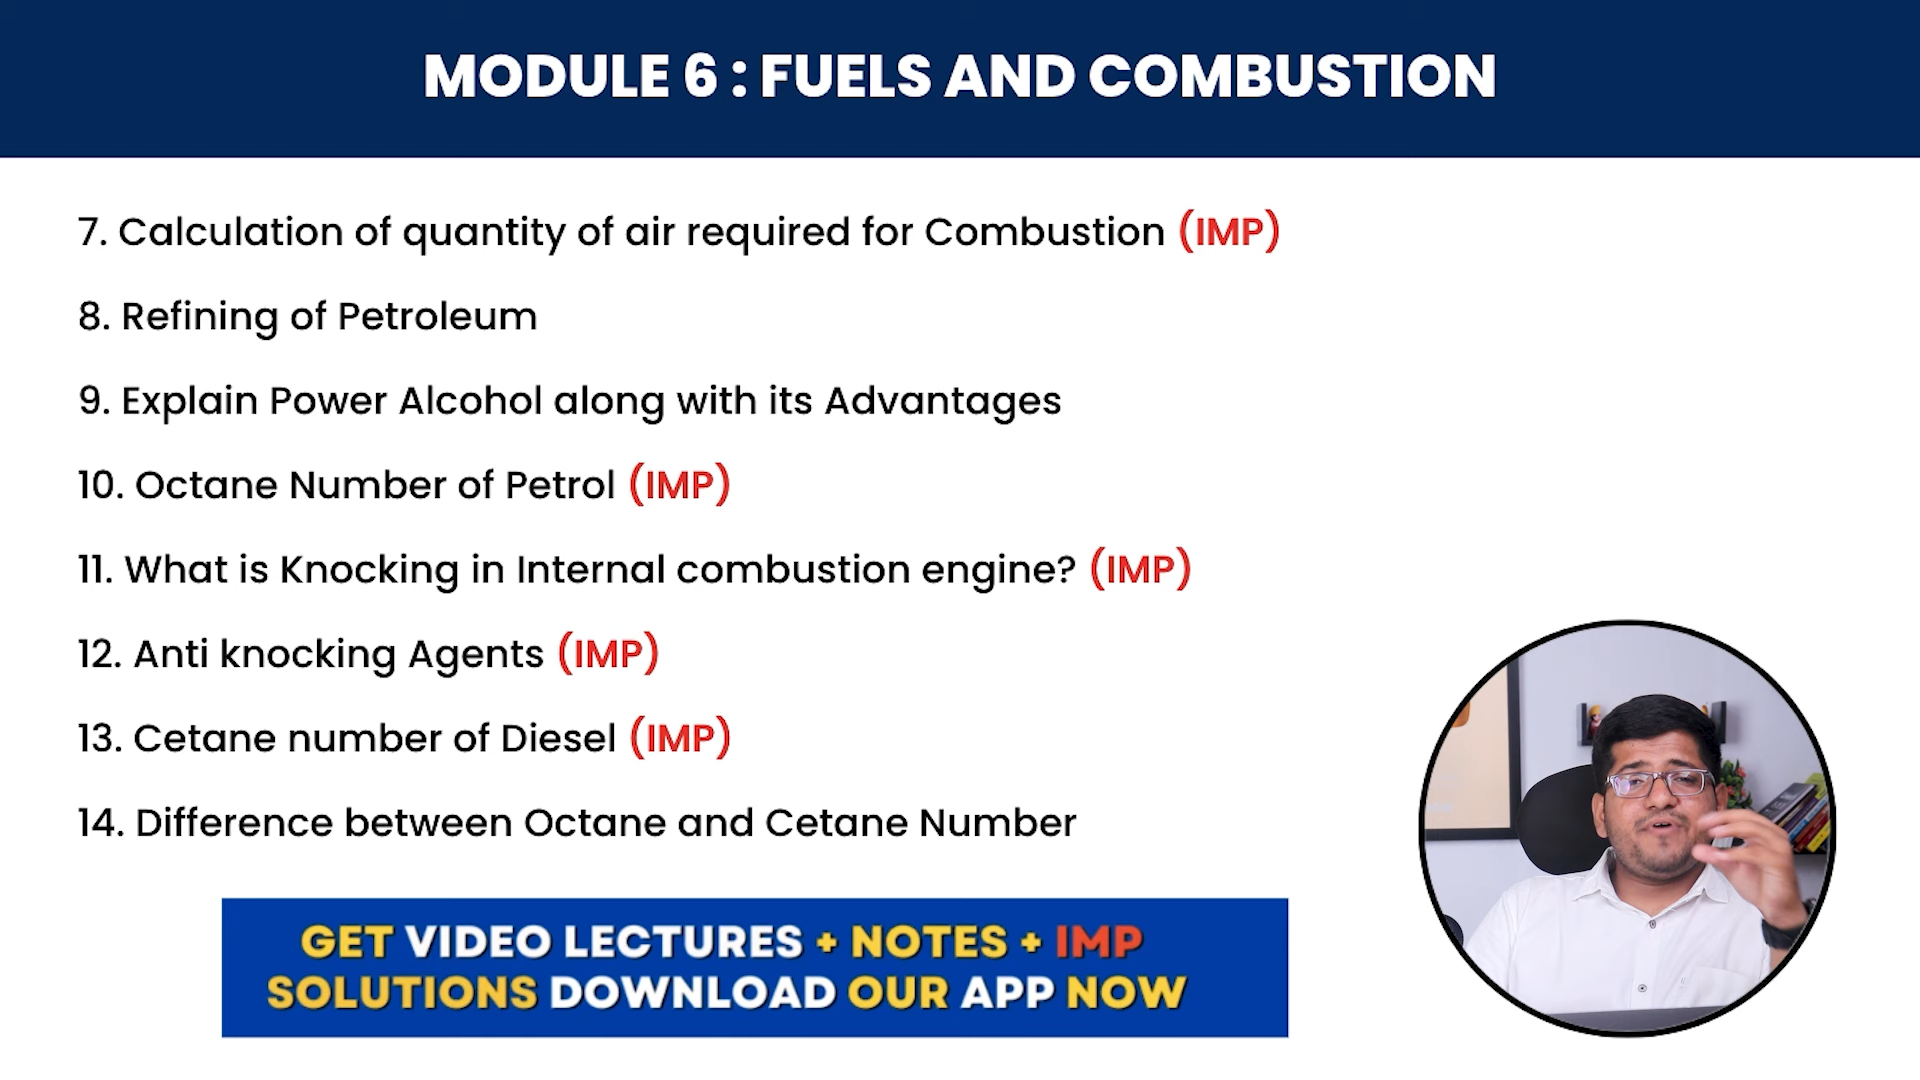 MODULE 6 : FUELS AND COMBUSTION
7. Calculation of quantity of air required for Combustion (IMP)
8. Refining of Petroleum
9. Explain Power Alcohol along with its Advantages
10. Octane Number of Petrol (IMP)
11. What is Knocking in Internal combustion engine? (IMP)
12. Anti knocking Agents (IMP)
13. Cetane number of Diesel (IMP)
14. Difference between Octane and Cetane Number
GET VIDEO LECTURES + NOTES + IMP
SOLUTIONS DOWNLOAD OUR APP NOW